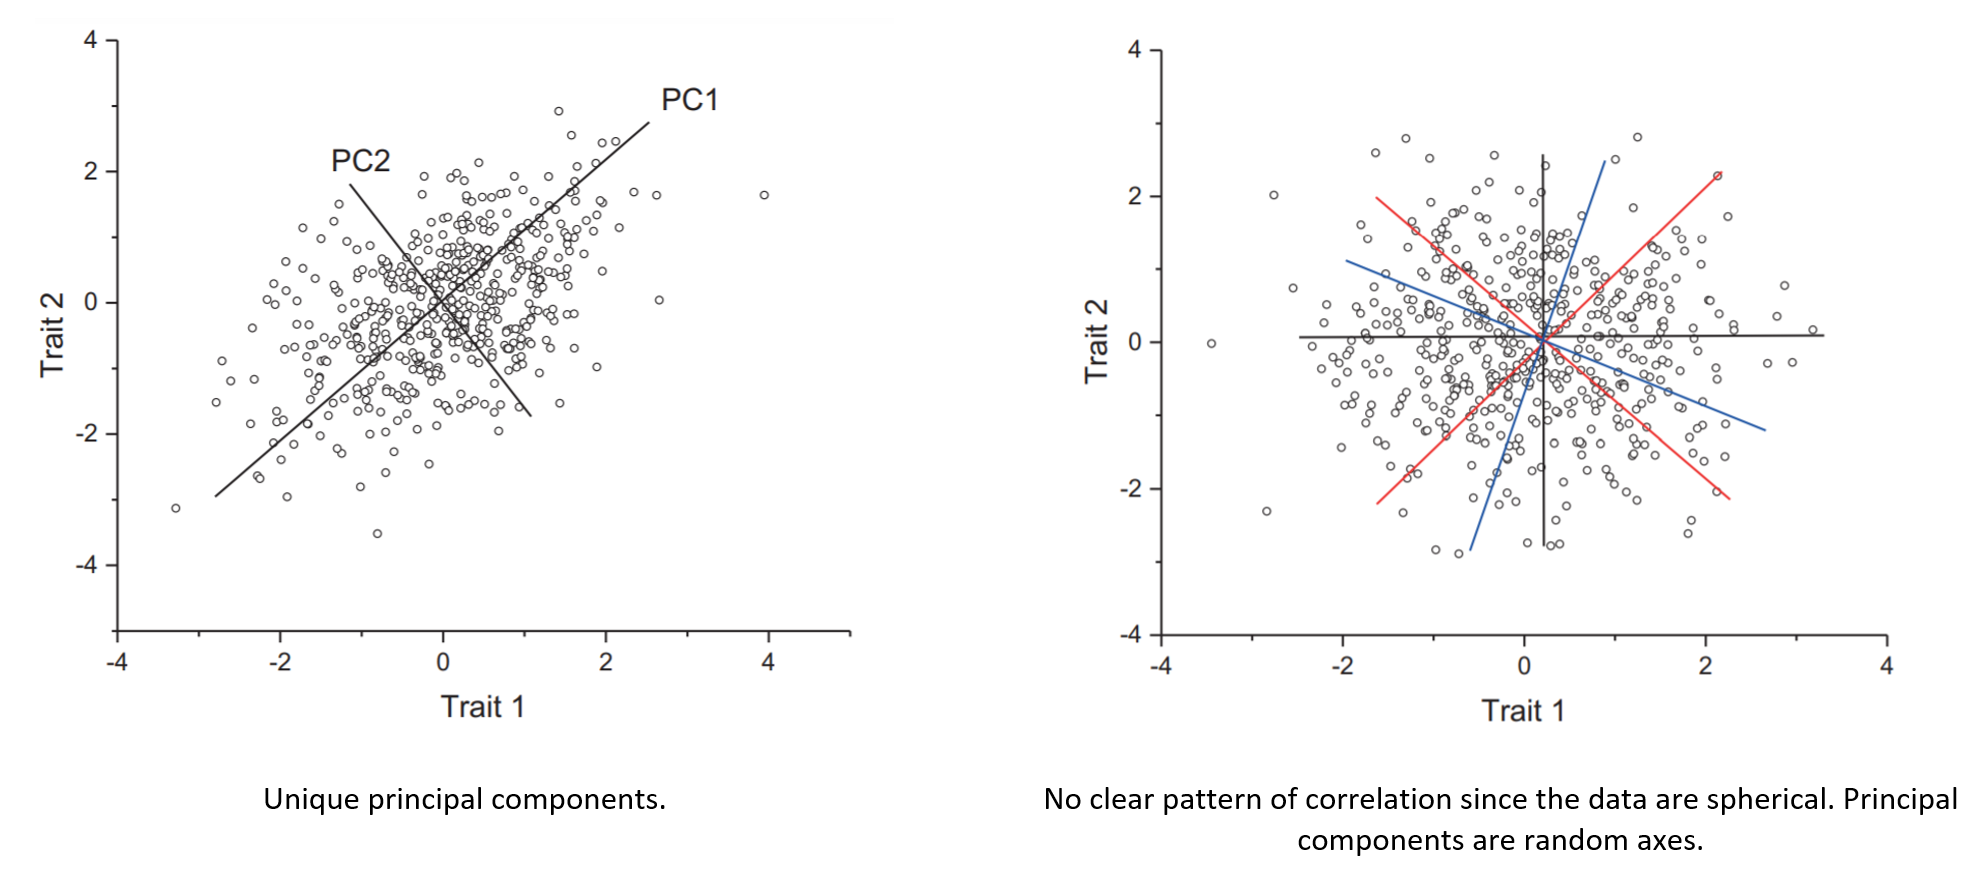 4
2
0
-2
-4
Trait 2
PC1
PC2
-4
-2
0
2
4
Trait 1
Unique principal components.
4
2
0
-2
-4
Trait 2
-4
-2
0
2
4
Trait 1
No clear pattern of correlation since the data are spherical. Principal
components are random axes.